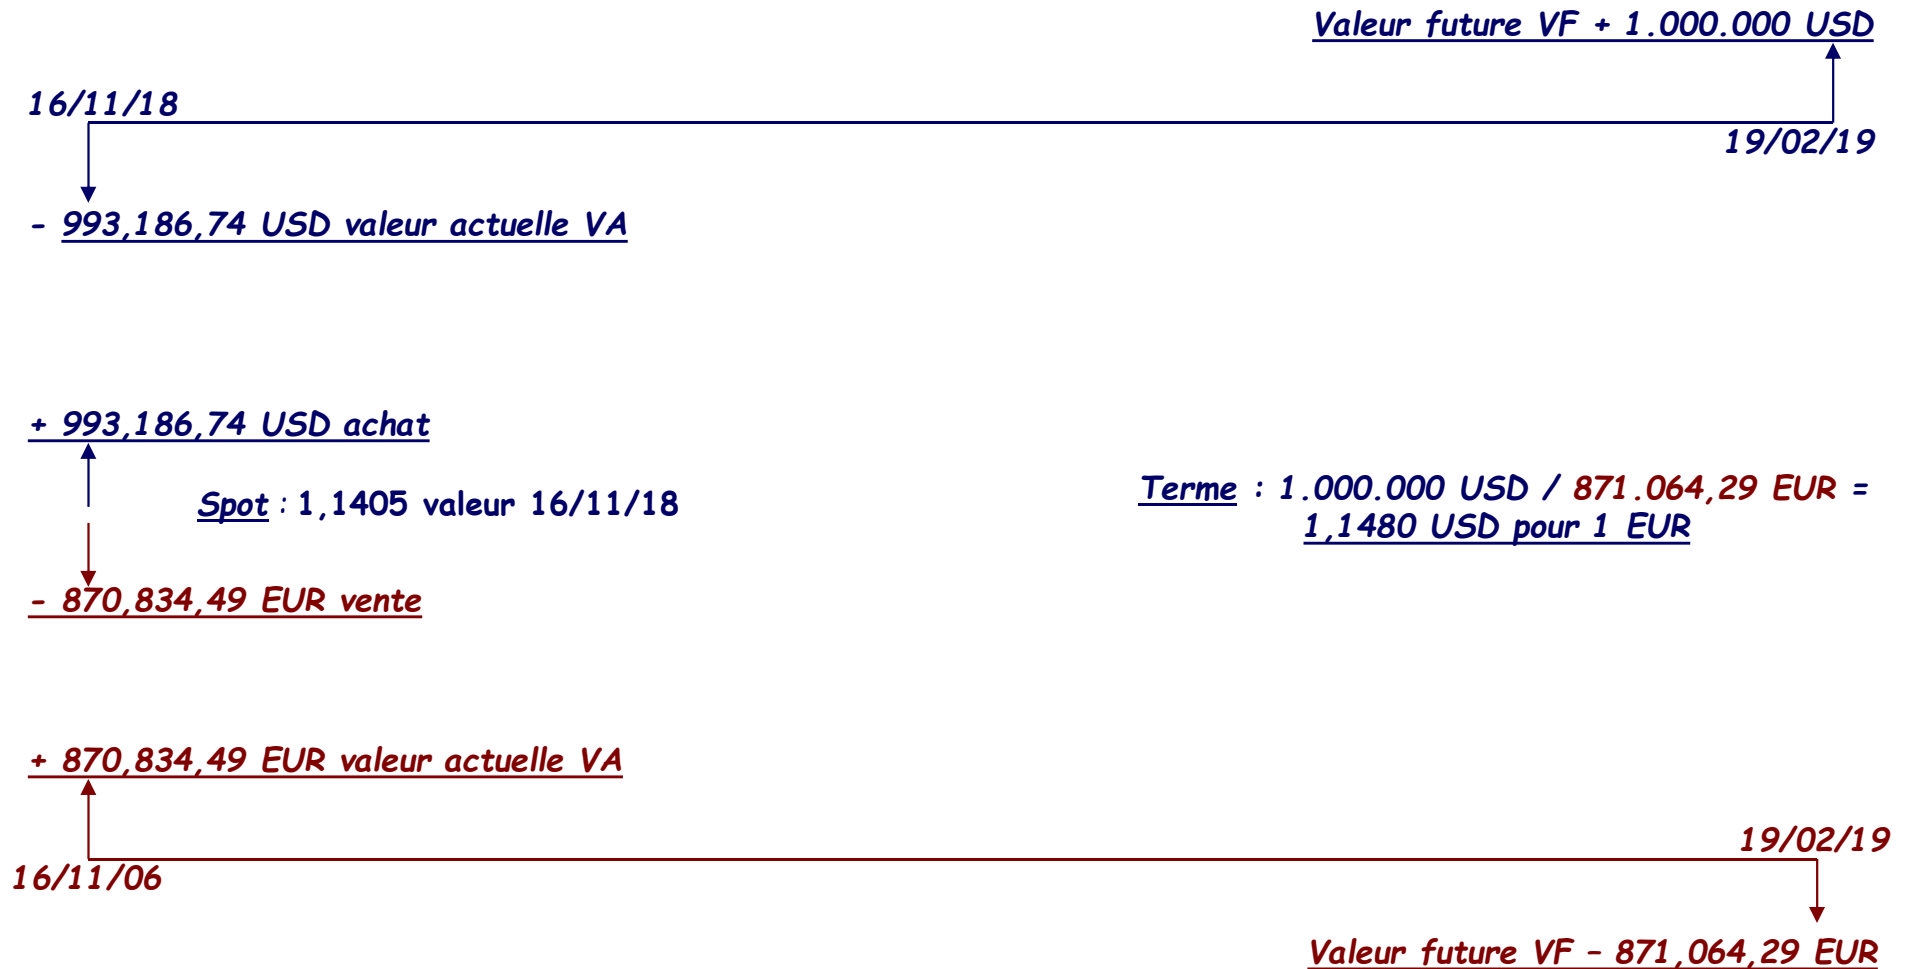 Valeur future VF + 1.000.000 USD
16/11/18
19/02/19
- 993,186,74 USD valeur actuelle VA
+ 993,186,74 USD achat
Spot : 1,1405 valeur 16/11/18
Terme : 1.000.000 USD / 871.064,29 EUR =
1,1480 USD pour 1 EUR
- 870,834,49 EUR vente
+ 870,834,49 EUR valeur actuelle VA
19/02/19
16/11/06
Valeur future VF – 871,064,29 EUR